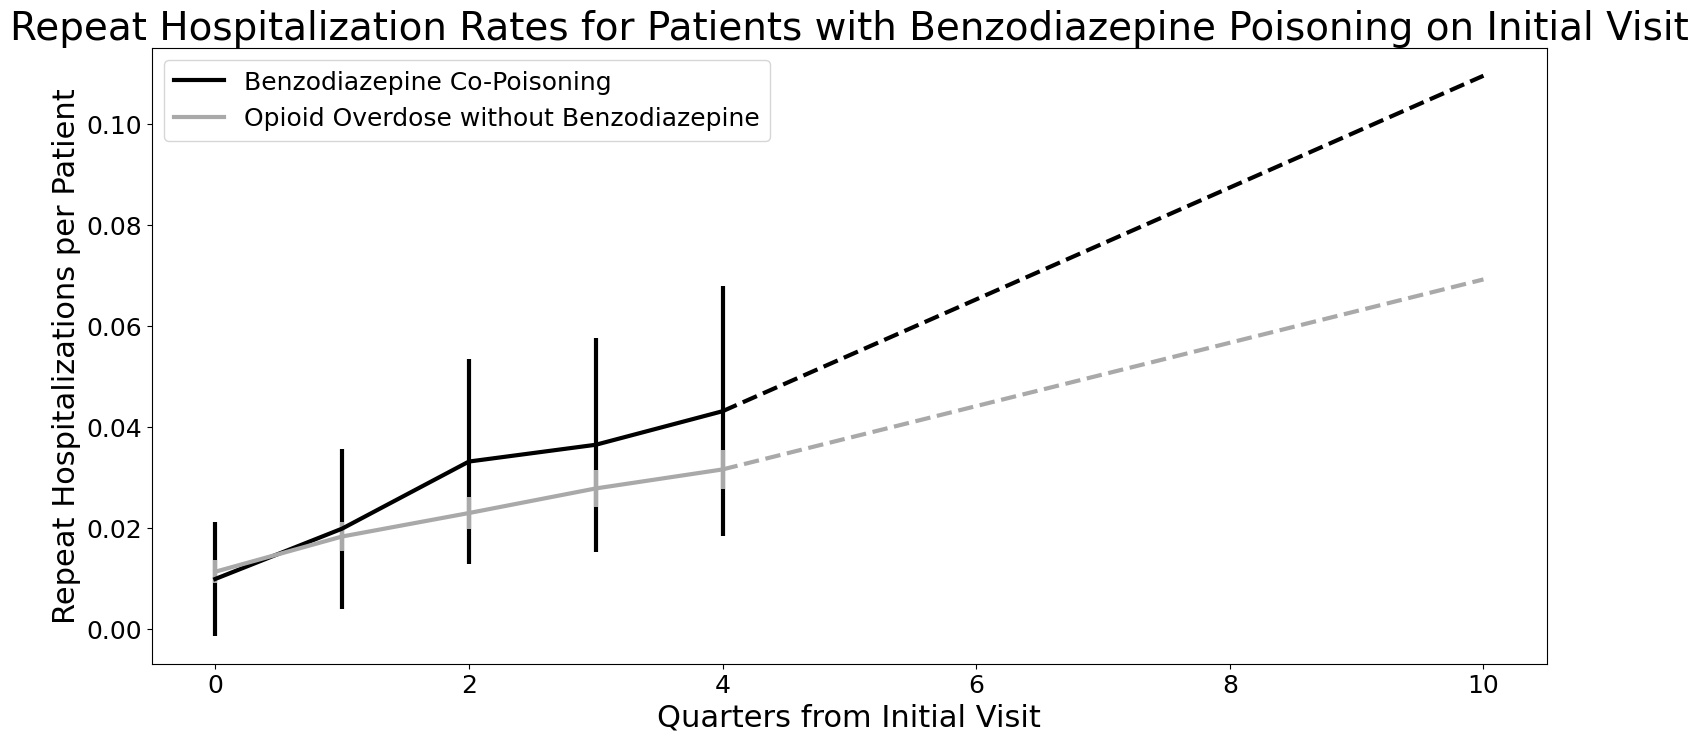 Repeat Hospitalization Rates for Patients with Benzodiazepine Poisoning on Initial Visit
Benzodiazepine Co-Poisoning
Opioid Overdose without Benzodiazepine
Repeat Hospitalizations per Patient
0.10
0.08
0.06
0.04
0.02
0.00
0 2 4 6 8 10
Quarters from Initial Visit